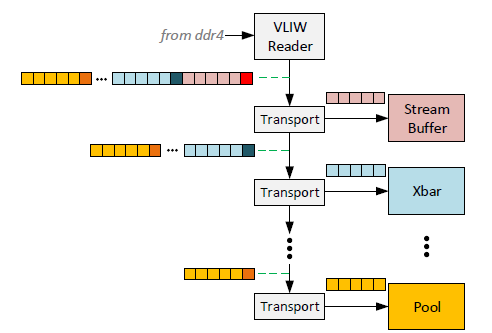 from ddr4
VLIW
Reader
Transport
Stream
Buffer
Transport
Xbar
Transport
Pool